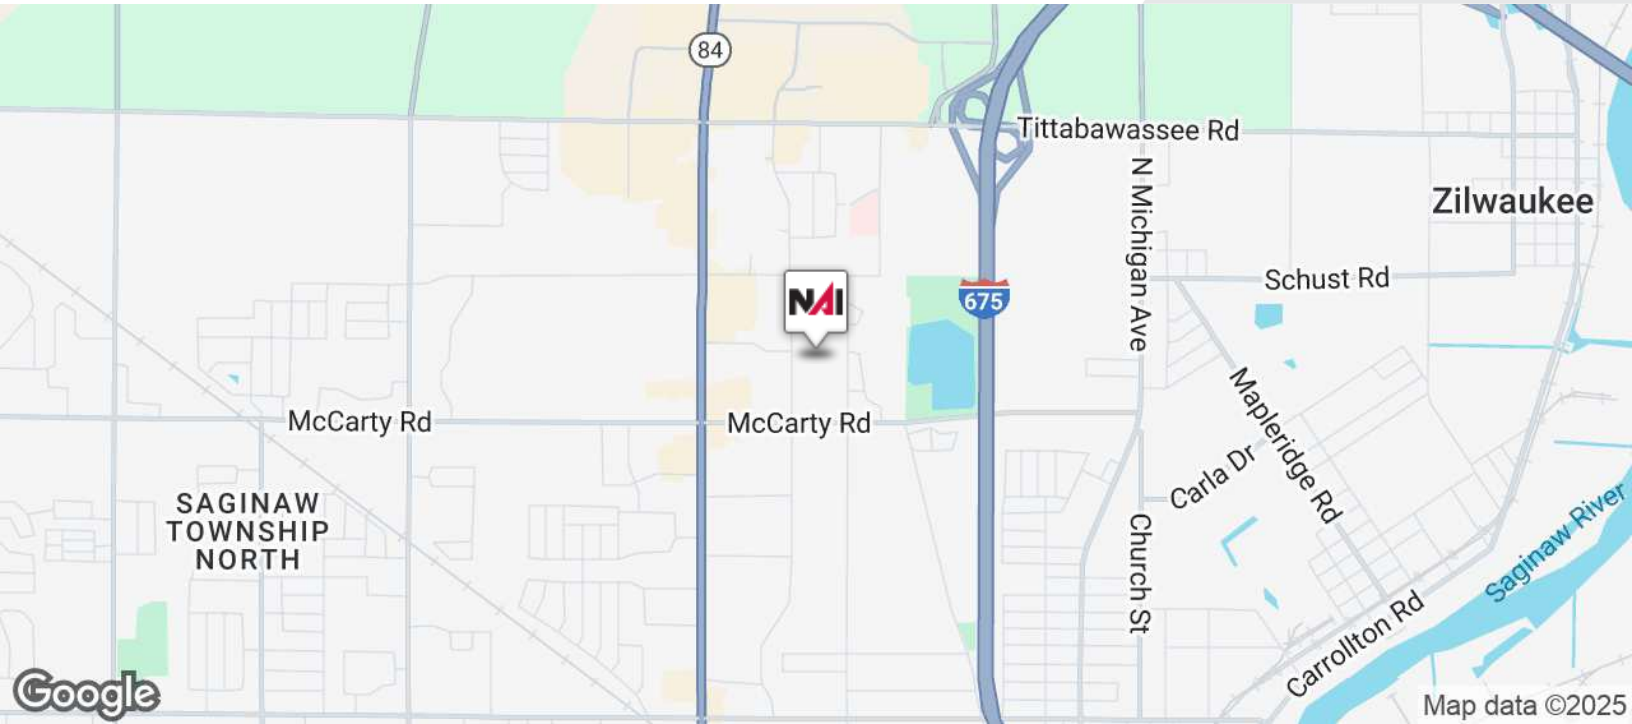 84
Tittabawassee Rd
N Michigan Ave
Zilwaukee
Schust Rd
NAI
675
Mapleridge Rd
McCarty Rd
McCarty Rd
Carla Dr
SAGINAW
TOWNSHIP
NORTH
Church St
Saginaw River
Carrollton Rd
Google
Map data ©2025